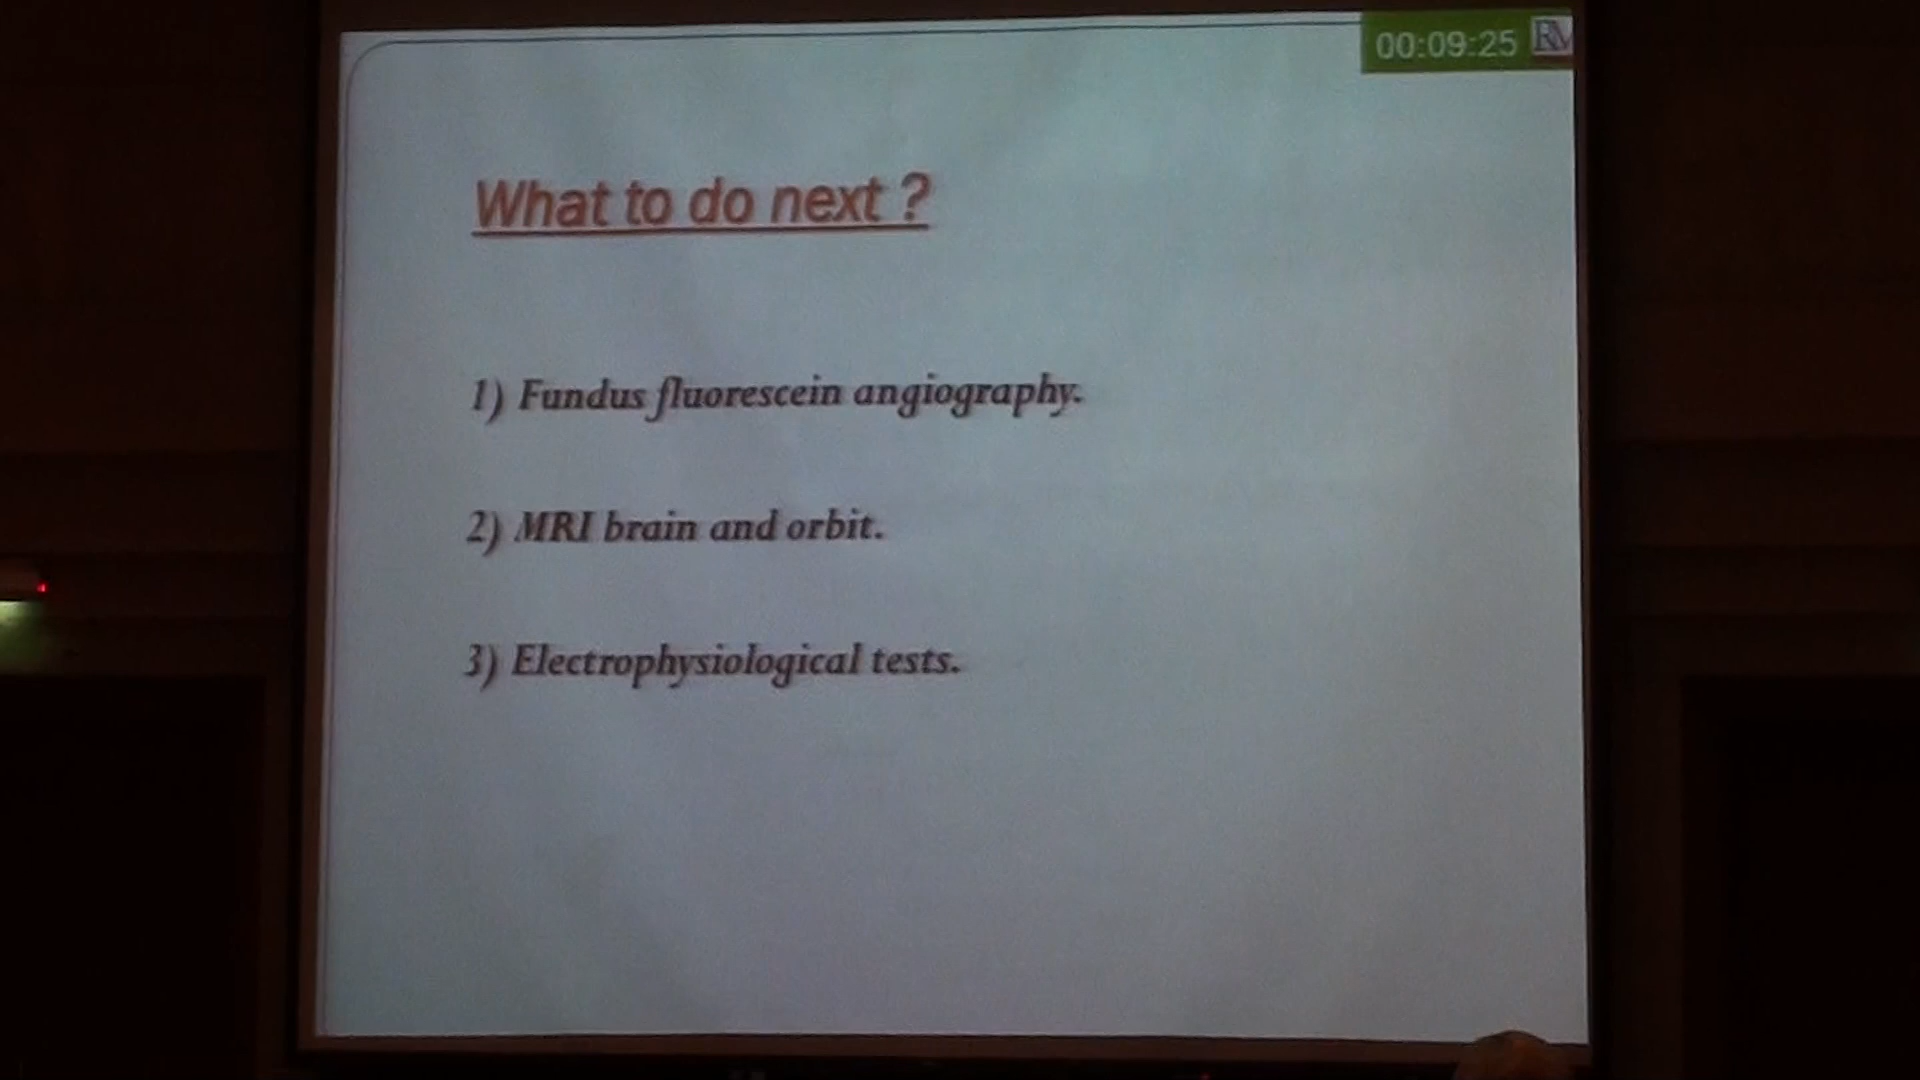 00:09:25 RM
What to do next ?
1) Fundus fluorescein angiography.
2) MRI brain and orbit.
3) Electrophysiological tests.